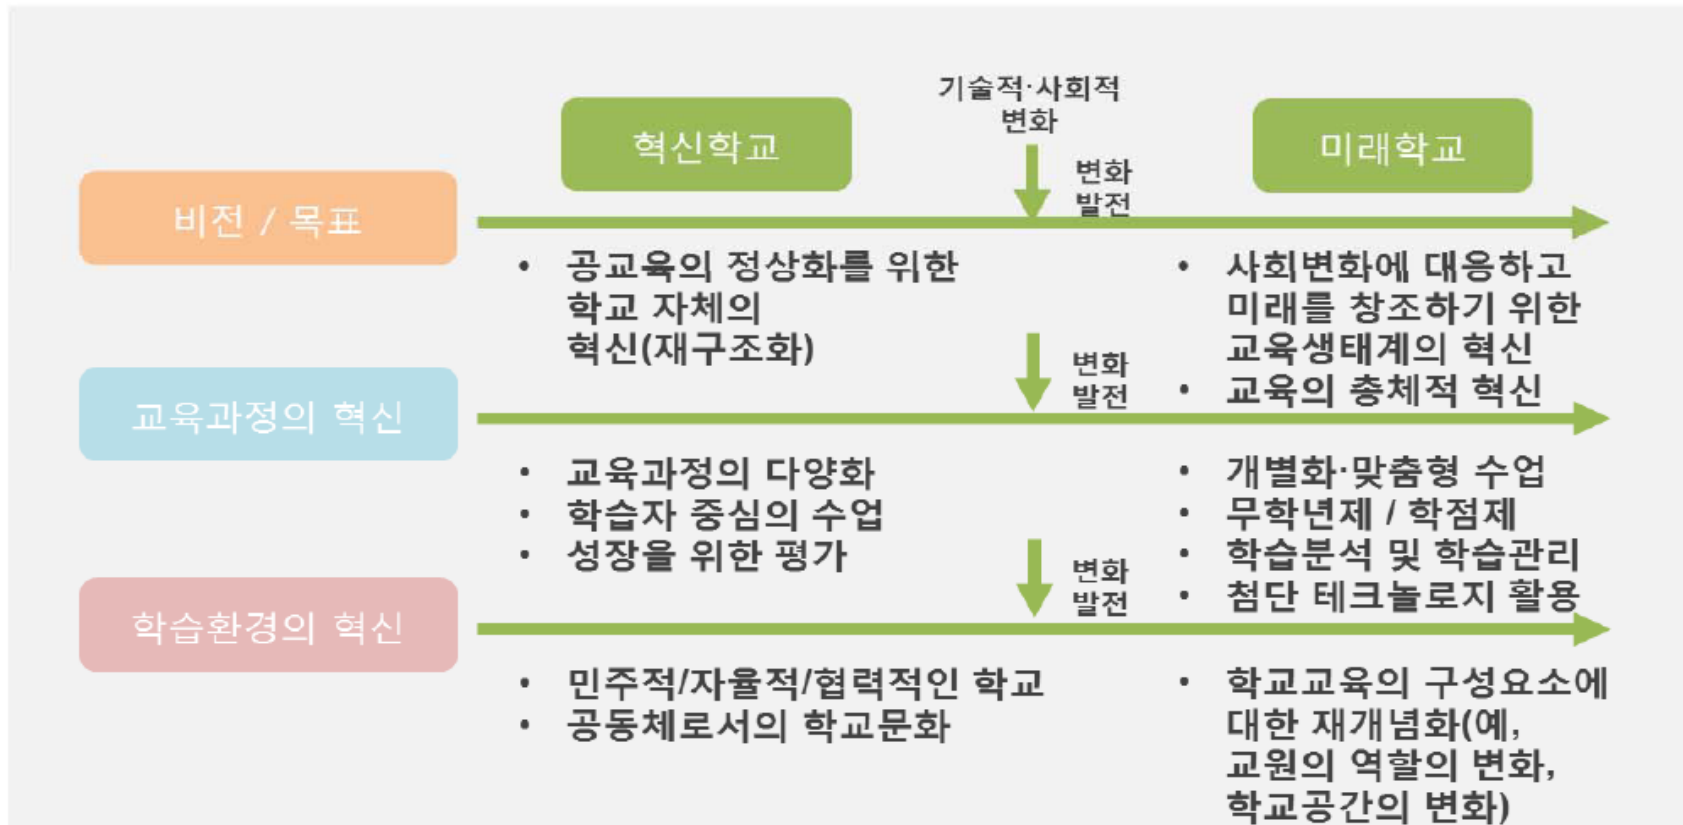 기술적·사회적
변화
혁신학교
미래학교
변화
발전
비전 / 목표
• 공교육의 정상화를 위한
학교 자체의
혁신(재구조화)
• 사회변화에 대응하고
미래를 창조하기 위한
교육생태계의 혁신
• 교육의 총체적 혁신
변화
발전
교육과정의 혁신
• 교육과정의 다양화
• 학습자 중심의 수업
• 성장을 위한 평가
• 개별화·맞춤형 수업
• 무학년제 / 학점제
• 학습분석 및 학습관리
• 첨단 테크놀로지 활용
변화
발전
학습환경의 혁신
• 민주적/자율적/협력적인 학교
• 공동체로서의 학교문화
• 학교교육의 구성요소에
대한 재개념화(예,
교원의 역할의 변화,
학교공간의 변화)